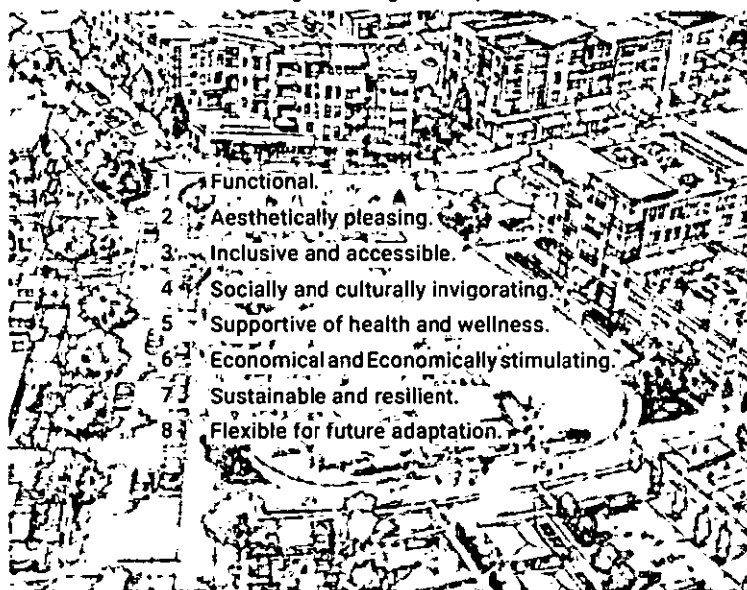 1 Functional.
2 Aesthetically pleasing.
3 Inclusive and accessible.
4 Socially and culturally invigorating.
5 Supportive of health and wellness.
6 Economical and Economically stimulating.
7 Sustainable and resilient.
8 Flexible for future adaptation.